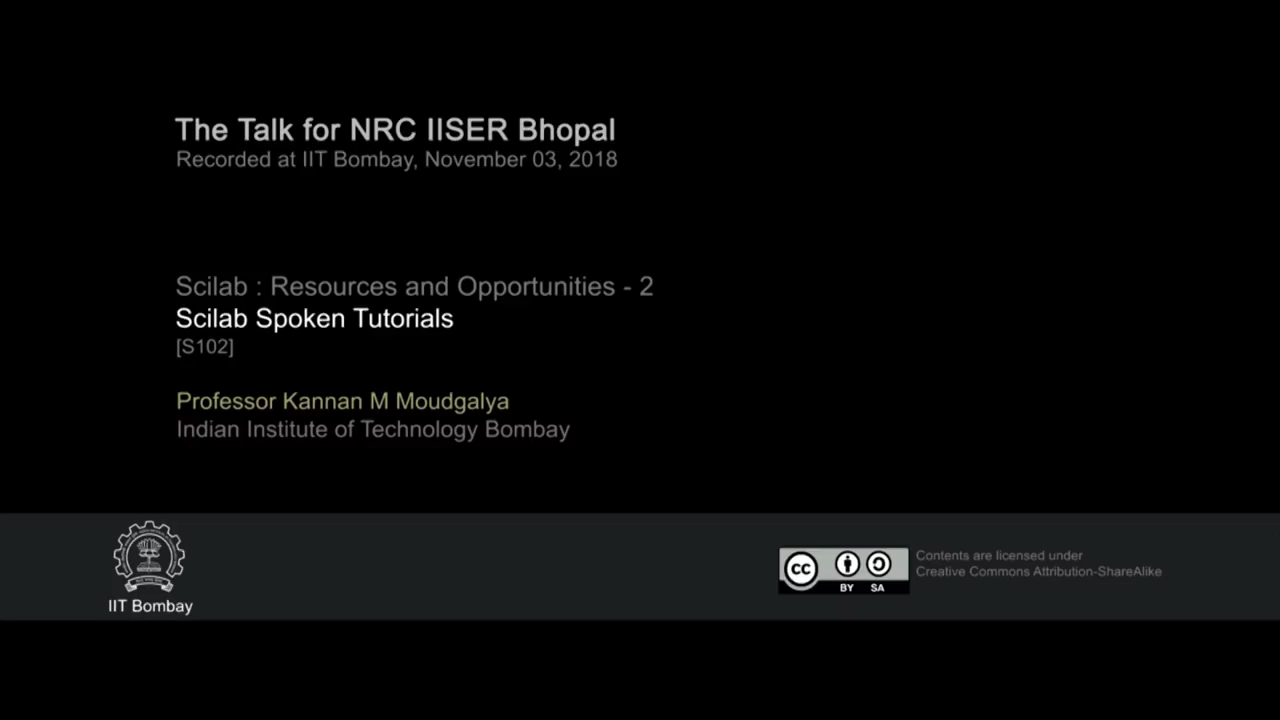 The Talk for NRC IISER Bhopal
Recorded at IIT Bombay, November 03, 2018
Scilab : Resources and Opportunities - 2
Scilab Spoken Tutorials
[S102]
Professor Kannan M Moudgalya
Indian Institute of Technology Bombay
IIT Bombay
cc BY SA
Contents are licensed under
Creative Commons Attribution-ShareAlike